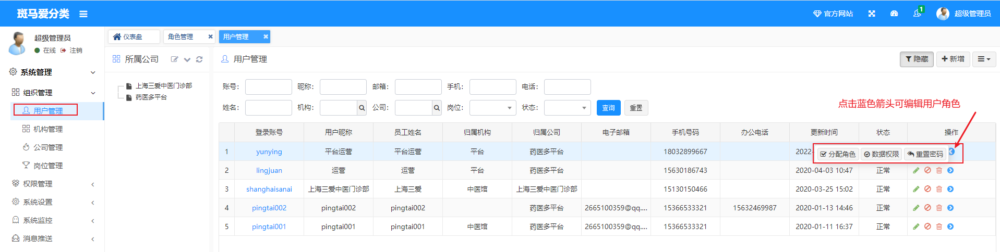 斑马爱分类
官方网站
1
超级管理员
超级管理员
在线 注销
仪表盘 角色管理 用户管理
系统管理
组织管理
用户管理
机构管理
公司管理
岗位管理
权限管理
系统设置
系统监控
消息推送
所属公司
上海三爱中医门诊部
药医多平台
用户管理
隐藏 新增
账号： 昵称： 邮箱： 手机： 电话：
姓名： 机构： 公司： 岗位： 状态： 查询 重置
点击蓝色箭头可编辑用户角色
登录账号 用户昵称 员工姓名 归属机构 归属公司 电子邮箱 手机号码 办公电话 更新时间 状态 操作
1 yunying 平台运营 平台运营 平台 药医多平台 18032899667 2022- 分配角色 数据权限 重置密码
2 lingjuan 运营 运营 平台 药医多平台 15630186743 2020-04-03 10:47 正常
3 shanghaisanai 上海三爱中医门诊部 上海三爱 中医馆 上海三爱中医门诊部 15130150466 2020-03-25 15:02 正常
4 pingtai002 pingtai002 pingtai002 药医多平台 2665100359@qq.... 15366533321 15632469987 2020-01-13 14:46 正常
5 pingtai001 pingtai001 pingtai001 中医馆 药医多平台 2665100359@qq.... 15366533321 2020-01-11 16:37 正常